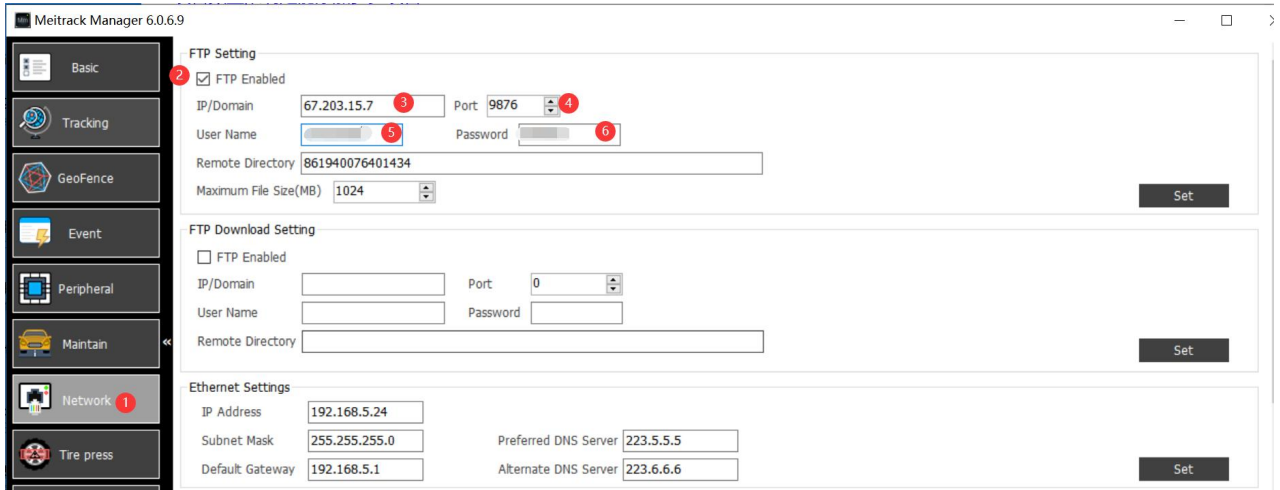 Meitrack Manager 6.0.6.9
Basic
Tracking
GeoFence
Event
Peripheral
Maintain
«
Network 1
Tire press
FTP Setting
2 FTP Enabled
IP/Domain 67.203.15.7 3 Port 9876 4
User Name 5 Password 6
Remote Directory 861940076401434
Maximum File Size(MB) 1024
Set
FTP Download Setting
FTP Enabled
IP/Domain Port 0
User Name Password
Remote Directory
Set
Ethernet Settings
IP Address 192.168.5.24
Subnet Mask 255.255.255.0 Preferred DNS Server 223.5.5.5
Default Gateway 192.168.5.1 Alternate DNS Server 223.6.6.6
Set